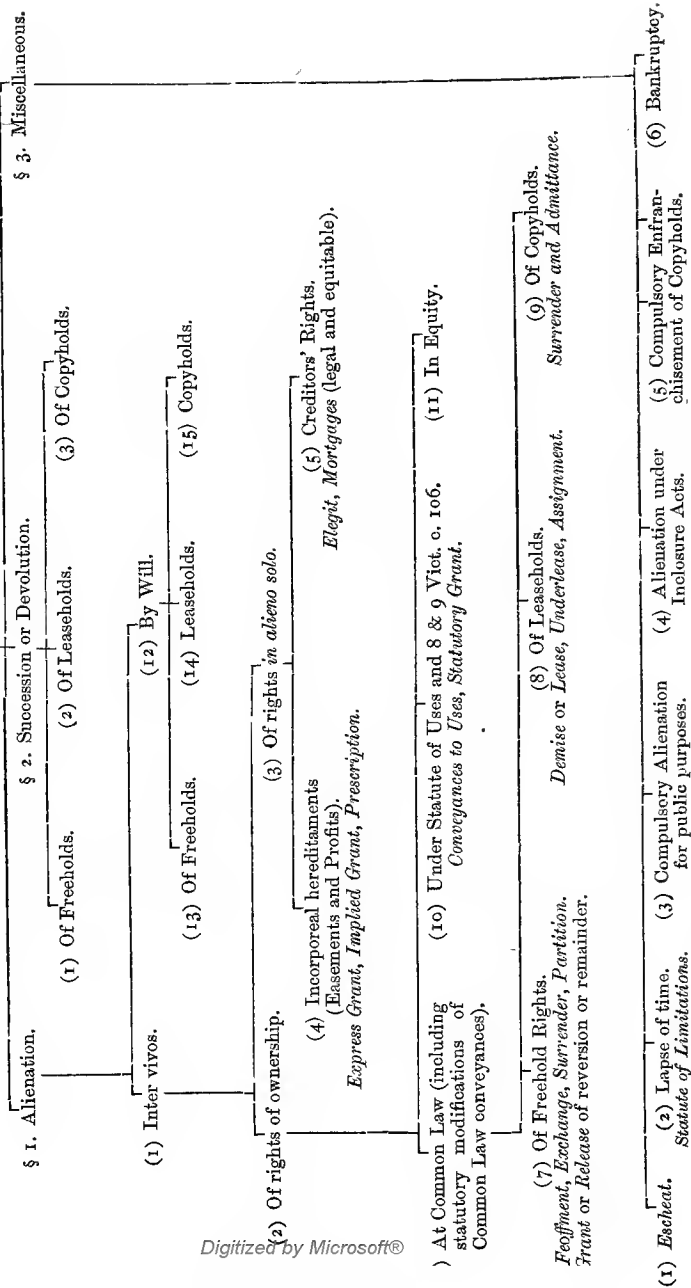 § 1. Alienation.
§ 2. Succession or Devolution.
§ 3. Miscellaneous.
(1) Of Freeholds.
(2) Of Leaseholds.
(3) Of Copyholds.
(1) Inter vivos.
(12) By Will.
(13) Of Freeholds.
(14) Leaseholds.
(15) Copyholds.
(2) Of rights of ownership.
(3) Of rights in alieno solo.
(4) Incorporeal hereditaments
(Easements and Profits).
Express Grant, Implied Grant, Prescription.
(5) Creditors' Rights.
Elegit, Mortgages (legal and equitable).
) At Common Law (including
statutory modifications of
Common Law conveyances).
(10) Under Statute of Uses and 8 & 9 Vict. c. 106.
Conveyances to Uses, Statutory Grant.
(11) In Equity.
(7) Of Freehold Rights.
Feoffment, Exchange, Surrender, Partition.
Grant or Release of reversion or remainder.
(8) Of Leaseholds.
Demise or Lease, Underlease, Assignment.
(9) Of Copyholds.
Surrender and Admittance.
(1) Escheat.
(2) Lapse of time.
Statute of Limitations.
(3) Compulsory Alienation
for public purposes.
(4) Alienation under
Inclosure Acts.
(5) Compulsory Enfran-
chisement of Copyholds.
(6) Bankruptcy.
Digitized by Microsoft®